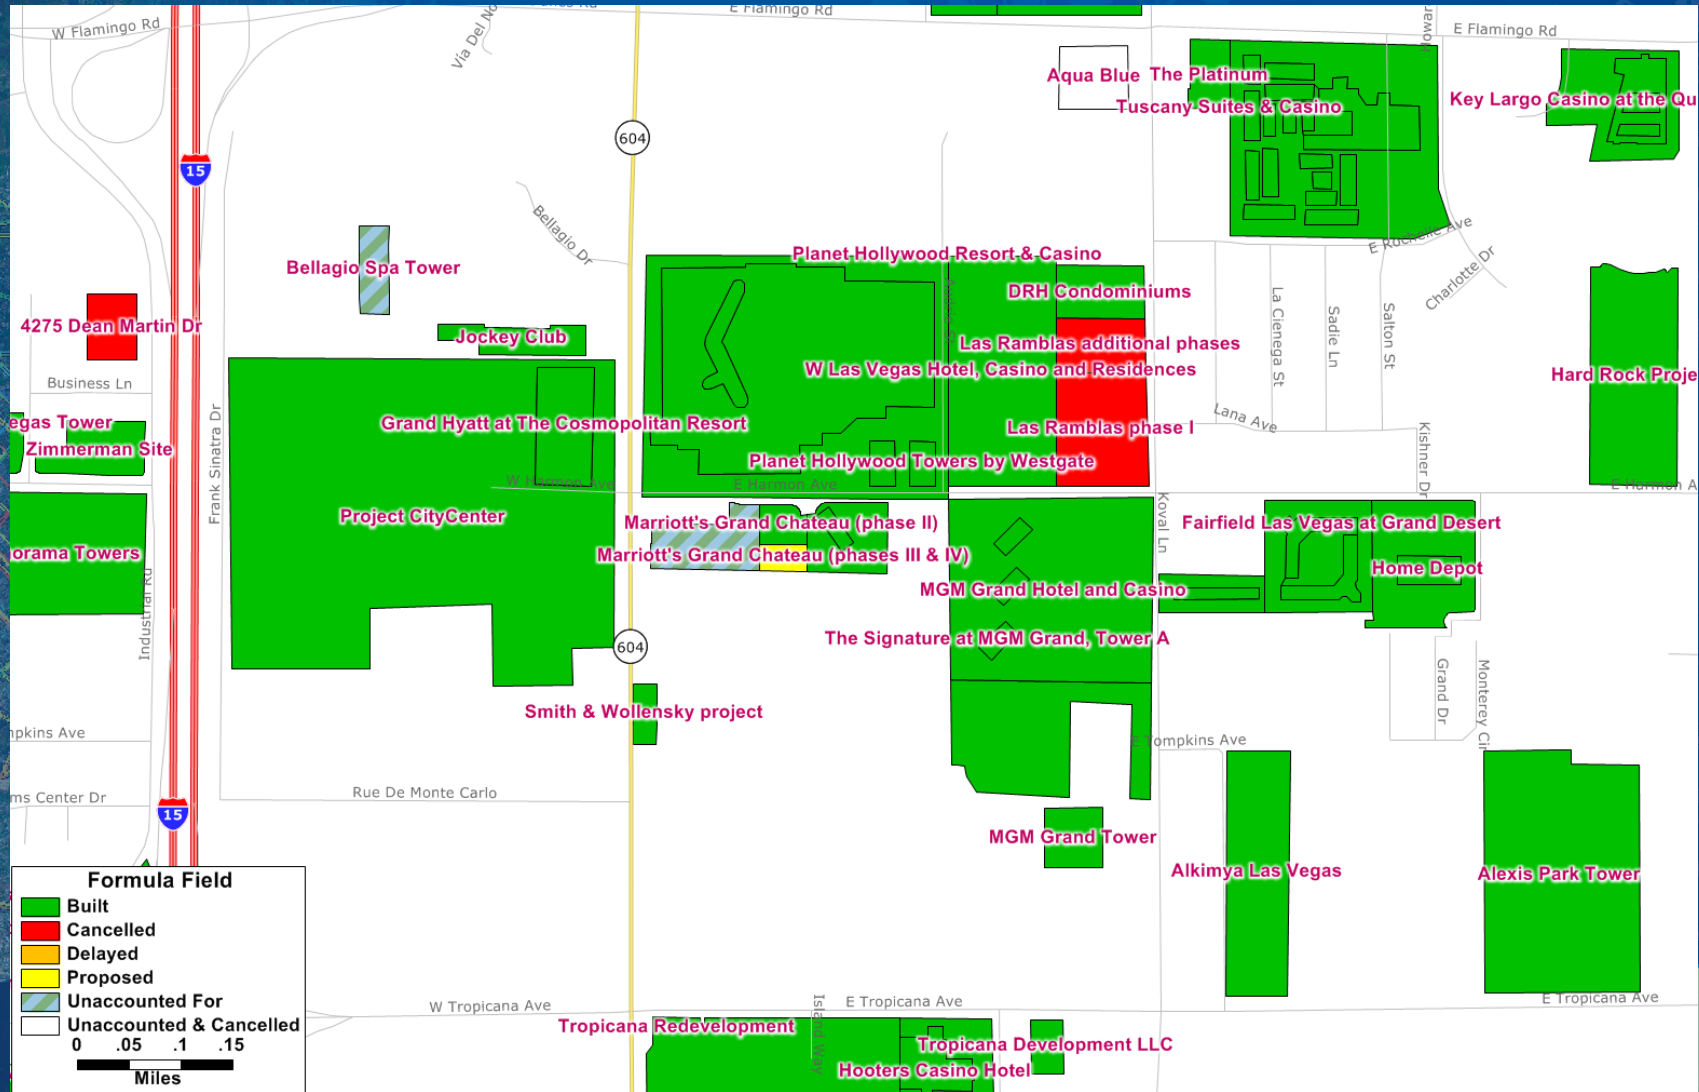 W Flamingo Rd
E Flamingo Rd
E Flamingo Rd
Via Del No
604
15
Aqua Blue
The Platinum
Tuscany Suites & Casino
Key Largo Casino at the Qu
Bellagio Dr
E Rochelle Ave
Charlotte Dr
Planet Hollywood Resort & Casino
Bellagio Spa Tower
DRH Condominiums
4275 Dean Martin Dr
Jockey Club
Las Ramblas additional phases
La Cienega St
Sadie Ln
Salton St
W Las Vegas Hotel, Casino and Residences
Hard Rock Proje
Business Ln
egas Tower
Zimmerman Site
Frank Sinatra Dr
Grand Hyatt at The Cosmopolitan Resort
Las Ramblas phase I
Lana Ave
Kishner Dr
Planet Hollywood Towers by Westgate
W Harmon Ave
E Harmon Ave
E Harmon A
Project CityCenter
Marriott's Grand Chateau (phase II)
Koval Ln
Fairfield Las Vegas at Grand Desert
orama Towers
Marriott's Grand Chateau (phases III & IV)
Home Depot
Industrial Rd
MGM Grand Hotel and Casino
The Signature at MGM Grand, Tower A
604
Grand Dr
Monterey Cir
Smith & Wollensky project
mpkins Ave
E Tompkins Ave
ms Center Dr
Rue De Monte Carlo
15
MGM Grand Tower
Alkimya Las Vegas
Alexis Park Tower
Formula Field
Built
Cancelled
Delayed
Proposed
Unaccounted For
Unaccounted & Cancelled
0 .05 .1 .15
Miles
W Tropicana Ave
E Tropicana Ave
E Tropicana Ave
Island Way
Tropicana Redevelopment
Tropicana Development LLC
Hooters Casino Hotel